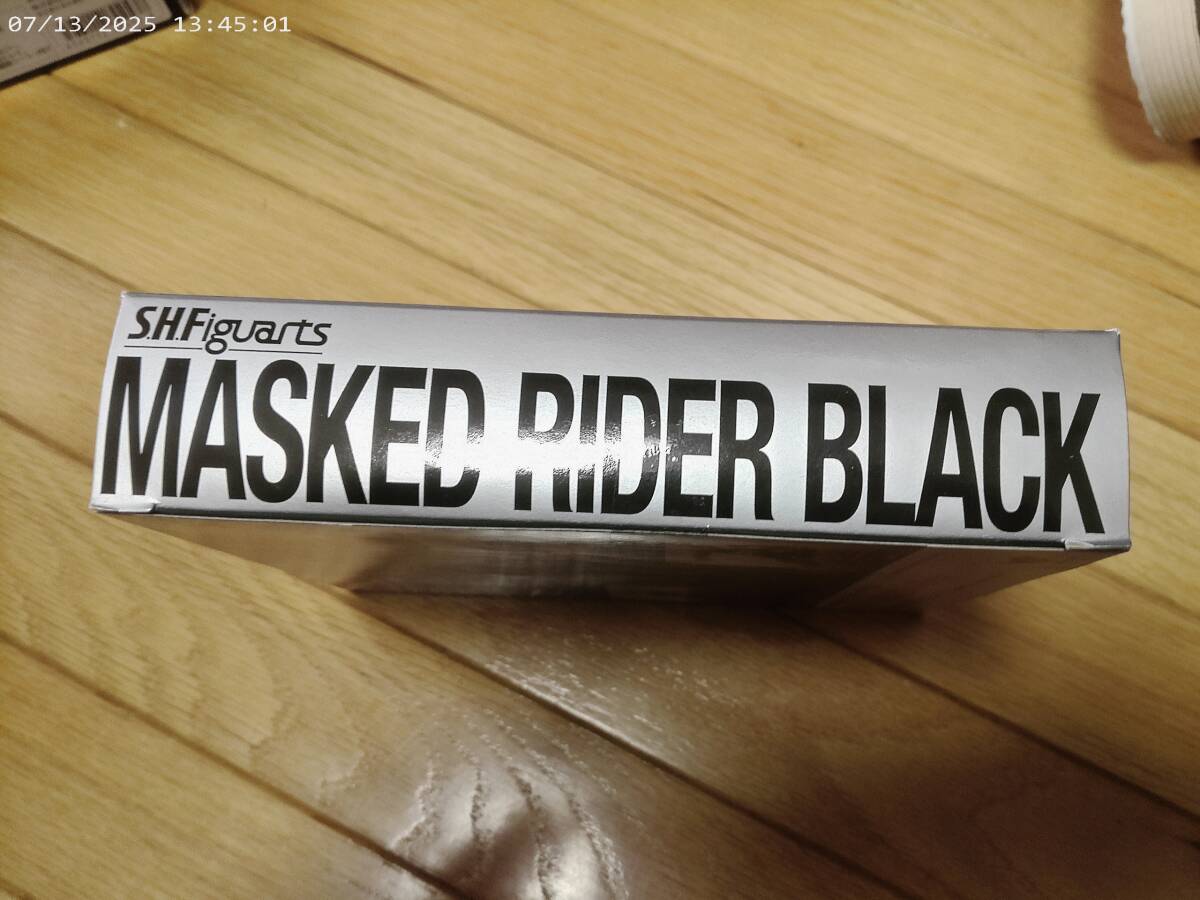 07/13/2025 13:45:01
S.H.Figuarts
MASKED RIDER BLACK